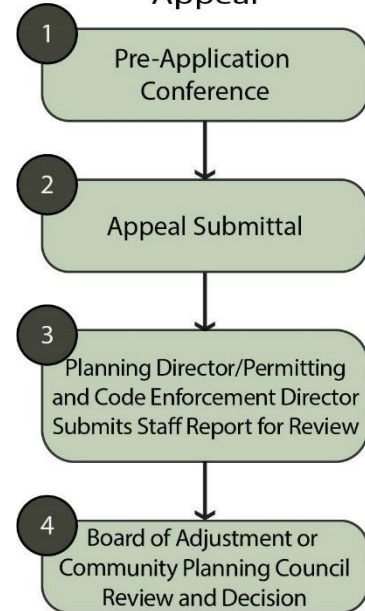 Appeal
1
Pre-Application
Conference
2
Appeal Submittal
3
Planning Director/Permitting
and Code Enforcement Director
Submits Staff Report for Review
4
Board of Adjustment or
Community Planning Council
Review and Decision